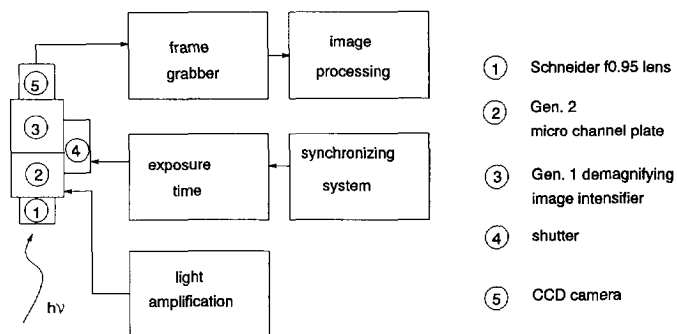 frame
grabber
image
processing
5
3
4
2
1
exposure
time
synchronizing
system
light
amplification
hν
1 Schneider f0.95 lens
2 Gen. 2
micro channel plate
3 Gen. 1 demagnifying
image intensifier
4 shutter
5 CCD camera